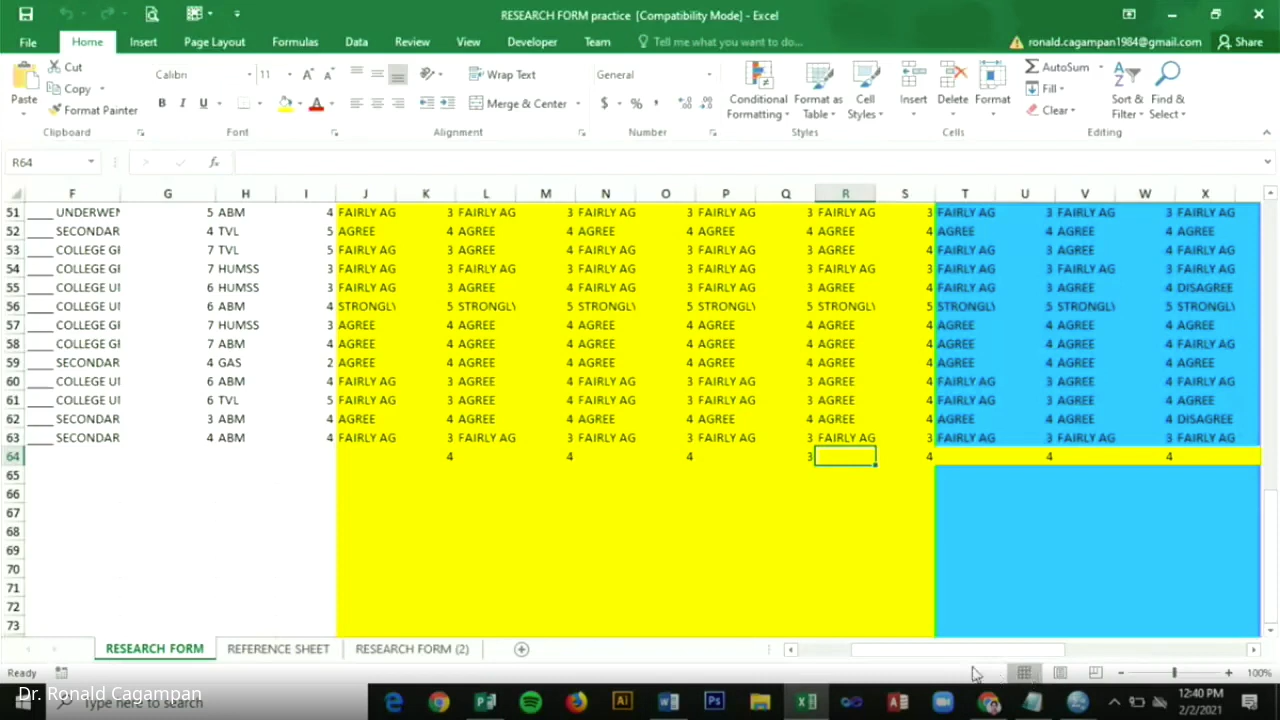 RESEARCH FORM practice [Compatibility Mode] - Excel
File Home Insert Page Layout Formulas Data Review View Developer Team Tell me what you want to do... ronald.cagampan1984@gmail.com Share
Paste Cut Copy Format Painter
Calibri 11
B I U A
Wrap Text
Merge & Center
General
$ % ,
Conditional Formatting Format as Table Cell Styles
Insert Delete Format
AutoSum Fill Clear
Sort & Filter Find & Select
Clipboard Font Alignment Number Styles Cells Editing
R64 fx
F G H I J K L M N O P Q R S T U V W X
51 ____ UNDERWEN 5 ABM 4 FAIRLY AG 3 FAIRLY AG 3 FAIRLY AG 3 FAIRLY AG 3 FAIRLY AG 3 FAIRLY AG 3 FAIRLY AG 3 FAIRLY AG
52 ____ SECONDAR 4 TVL 5 AGREE 4 AGREE 4 AGREE 4 AGREE 4 AGREE 4 AGREE 4 AGREE 4 AGREE
53 ____ COLLEGE GF 7 TVL 5 FAIRLY AG 3 AGREE 4 FAIRLY AG 3 FAIRLY AG 3 AGREE 4 FAIRLY AG 3 AGREE 4 FAIRLY AG
54 ____ COLLEGE GF 7 HUMSS 3 FAIRLY AG 3 FAIRLY AG 3 FAIRLY AG 3 FAIRLY AG 3 FAIRLY AG 3 FAIRLY AG 3 FAIRLY AG 3 FAIRLY AG
55 ____ COLLEGE UI 6 HUMSS 3 FAIRLY AG 3 AGREE 4 FAIRLY AG 3 FAIRLY AG 3 AGREE 4 FAIRLY AG 3 AGREE 4 DISAGREE
56 ____ COLLEGE UI 6 ABM 4 STRONGLY 5 STRONGLY 5 STRONGLY 5 STRONGLY 5 STRONGLY 5 STRONGLY 5 STRONGLY 5 STRONGL
57 ____ COLLEGE GF 7 HUMSS 3 AGREE 4 AGREE 4 AGREE 4 AGREE 4 AGREE 4 AGREE 4 AGREE 4 AGREE
58 ____ COLLEGE GF 7 ABM 4 AGREE 4 AGREE 4 AGREE 4 AGREE 4 AGREE 4 AGREE 4 AGREE 4 AGREE
59 ____ SECONDAR 4 GAS 2 AGREE 4 AGREE 4 AGREE 4 AGREE 4 AGREE 4 AGREE 4 AGREE 4 AGREE
60 ____ COLLEGE UI 6 ABM 4 FAIRLY AG 3 AGREE 4 FAIRLY AG 3 FAIRLY AG 3 AGREE 4 FAIRLY AG 3 AGREE 4 FAIRLY AG
61 ____ COLLEGE UI 6 TVL 5 FAIRLY AG 3 AGREE 4 FAIRLY AG 3 FAIRLY AG 3 AGREE 4 FAIRLY AG 3 AGREE 4 AGREE
62 ____ SECONDAR 3 ABM 4 AGREE 4 AGREE 4 AGREE 4 AGREE 4 AGREE 4 AGREE 4 AGREE 4 DISAGREE
63 ____ SECONDAR 4 ABM 4 FAIRLY AG 3 FAIRLY AG 3 FAIRLY AG 3 FAIRLY AG 3 FAIRLY AG 3 FAIRLY AG 3 FAIRLY AG 3 FAIRLY AG
64 4 4 4 3 4 4 4
65
66
67
68
69
70
71
72
73
RESEARCH FORM REFERENCE SHEET RESEARCH FORM (2)
Ready 100%
Dr. Ronald Cagampan
Type here to search
12:40 PM
2/2/2021